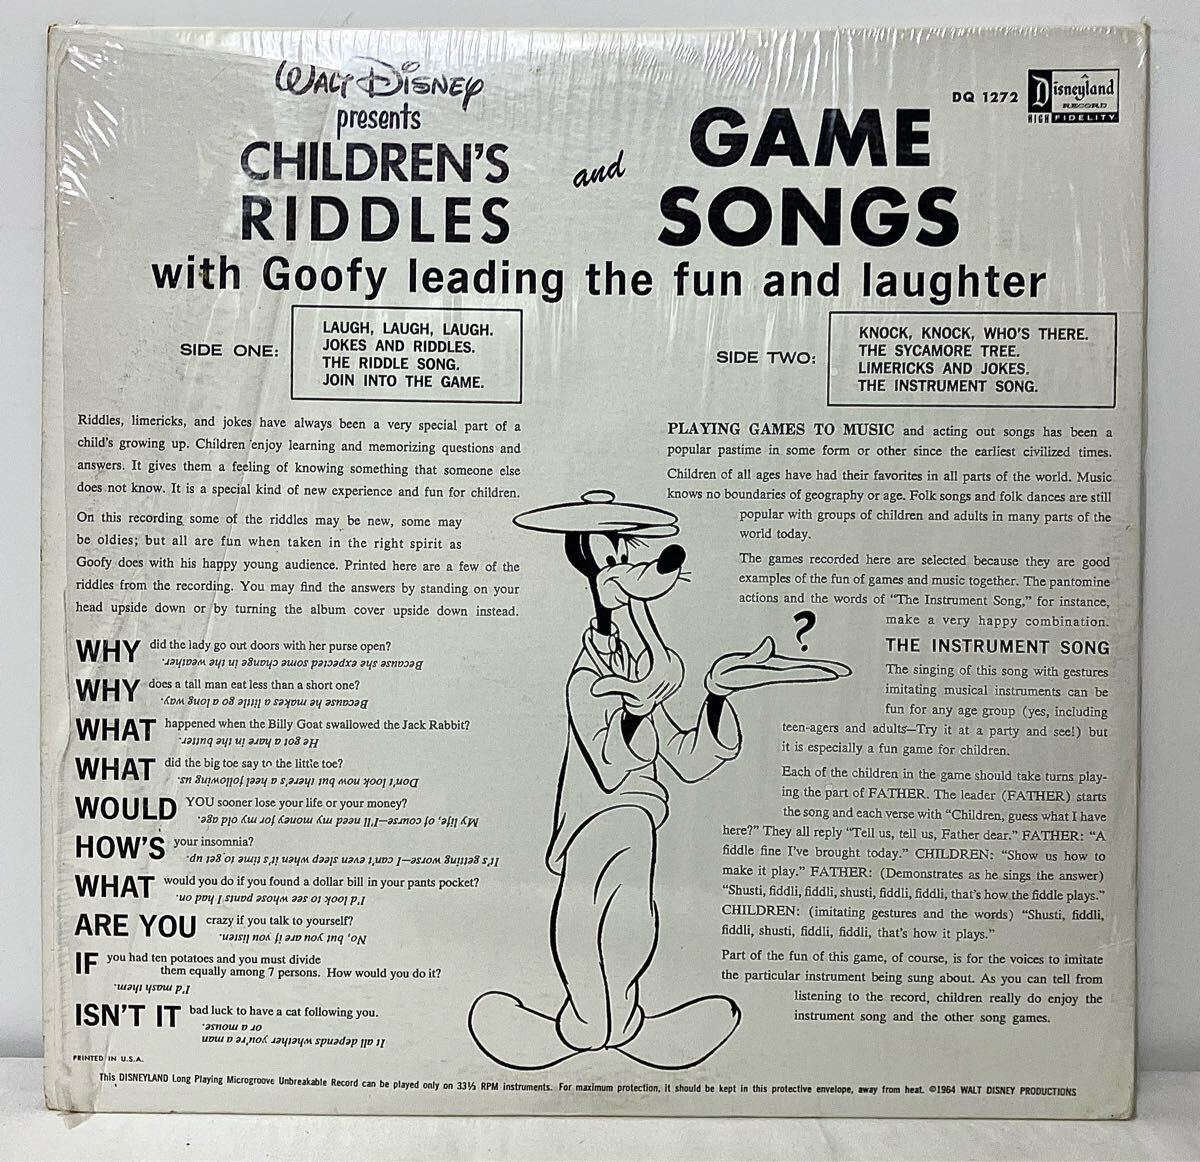 WALT DISNEY
presents
CHILDREN'S
RIDDLES
and
GAME
SONGS
DQ 1272
Disneyland
RECORD
HIGH FIDELITY
with Goofy leading the fun and laughter
SIDE ONE:
LAUGH, LAUGH, LAUGH.
JOKES AND RIDDLES.
THE RIDDLE SONG.
JOIN INTO THE GAME.
SIDE TWO:
KNOCK, KNOCK, WHO'S THERE.
THE SYCAMORE TREE.
LIMERICKS AND JOKES.
THE INSTRUMENT SONG.
Riddles, limericks, and jokes have always been a very special part of a
child's growing up. Children enjoy learning and memorizing questions and
answers. It gives them a feeling of knowing something that someone else
does not know. It is a special kind of new experience and fun for children.
On this recording some of the riddles may be new, some may
be oldies; but all are fun when taken in the right spirit as
Goofy does with his happy young audience. Printed here are a few of the
riddles from the recording. You may find the answers by standing on your
head upside down or by turning the album cover upside down instead.
WHY did the lady go out doors with her purse open?
Because she expected some change in the weather.
WHY does a tall man eat less than a short one?
Because he makes a little go a long way.
WHAT happened when the Billy Goat swallowed the Jack Rabbit?
He got a hare in the butter.
WHAT did the big toe say to the little toe?
Don't look now but there's a heel following us.
WOULD YOU sooner lose your life or your money?
My life, of course—I'll need my money for my old age.
HOW'S your insomnia?
It's getting worse—I can't even sleep when it's time to get up.
WHAT would you do if you found a dollar bill in your pants pocket?
I'd look to see whose pants I had on.
ARE YOU crazy if you talk to yourself?
No, but you are if you listen.
IF you had ten potatoes and you must divide
them equally among 7 persons. How would you do it?
I'd mash them.
ISN'T IT bad luck to have a cat following you.
It all depends whether you're a man
or a mouse.
PRINTED IN U.S.A.
PLAYING GAMES TO MUSIC and acting out songs has been a
popular pastime in some form or other since the earliest civilized times.
Children of all ages have had their favorites in all parts of the world. Music
knows no boundaries of geography or age. Folk songs and folk dances are still
popular with groups of children and adults in many parts of the
world today.
The games recorded here are selected because they are good
examples of the fun of games and music together. The pantomine
actions and the words of "The Instrument Song," for instance,
make a very happy combination.
?
THE INSTRUMENT SONG
The singing of this song with gestures
imitating musical instruments can be
fun for any age group (yes, including
teen-agers and adults—Try it at a party and see!) but
it is especially a fun game for children.
Each of the children in the game should take turns play-
ing the part of FATHER. The leader (FATHER) starts
the song and each verse with "Children, guess what I have
here?" They all reply "Tell us, tell us, Father dear." FATHER: "A
fiddle fine I've brought today." CHILDREN: "Show us how to
make it play." FATHER: (Demonstrates as he sings the answer)
"Shusti, fiddli, fiddli, shusti, fiddli, fiddli, that's how the fiddle plays."
CHILDREN: (imitating gestures and the words) "Shusti, fiddli,
fiddli, shusti, fiddli, fiddli, that's how it plays."
Part of the fun of this game, of course, is for the voices to imitate
the particular instrument being sung about. As you can tell from
listening to the record, children really do enjoy the
instrument song and the other song games.
This DISNEYLAND Long Playing Microgroove Unbreakable Record can be played only on 33⅓ RPM instruments. For maximum protection, it should be kept in this protective envelope, away from heat. ©1964 WALT DISNEY PRODUCTIONS